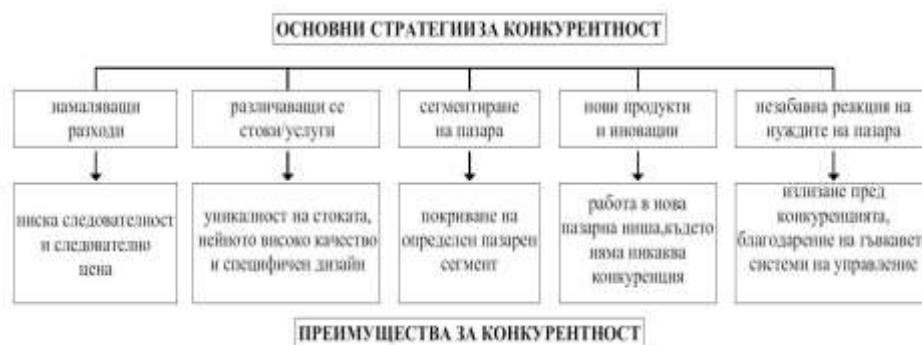 ОСНОВНИ СТРАТЕГИИЗА КОНКУРЕНТНОСТ
намаляващи
разходи
различаващи се
стоки/услуги
сегментиране
на пазара
нови продукти
и иновации
незабавна реакция на
нуждите на пазара
ниска следователност
и следователно
цена
уникалност на стоката,
нейното високо качество
и специфичен дизайн
покриване на
определен пазарен
сегмент
работа в нова
пазарна ниша,където
няма никаква
конкуренция
излизане пред
конкуренцията,
благодарение на гъвкавет
системи на управление
ПРЕИМУЩЕСТВА ЗА КОНКУРЕНТНОСТ